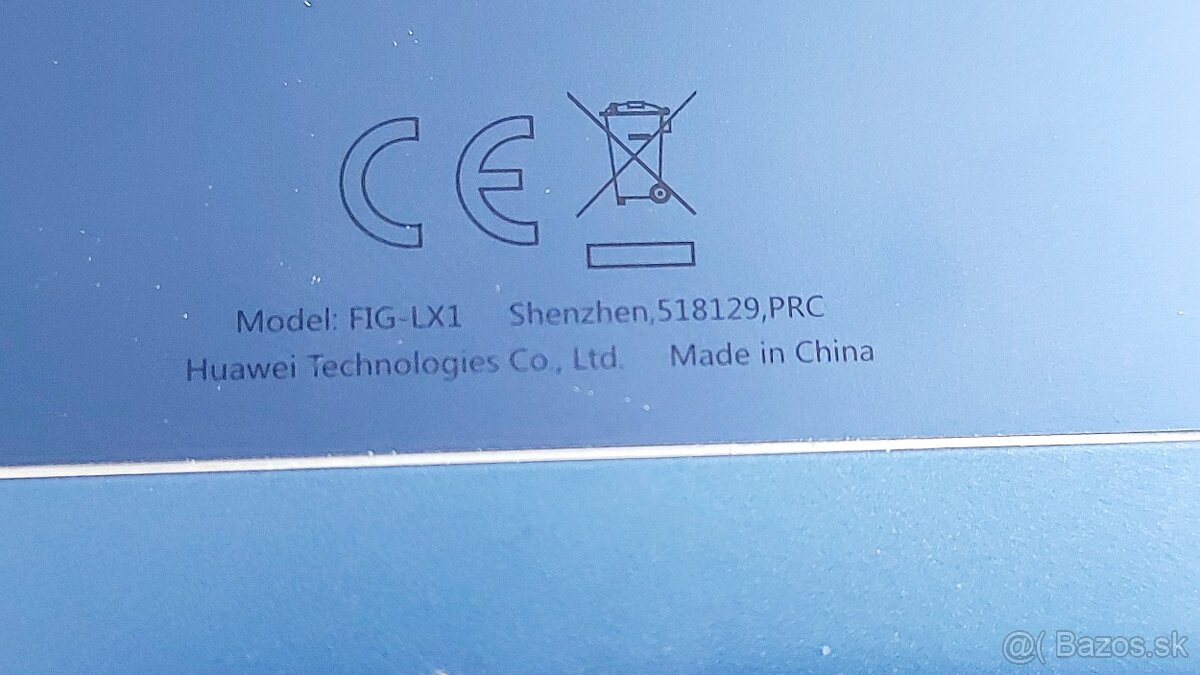 CE
Model: FIG-LX1 Shenzhen,518129,PRC
Huawei Technologies Co., Ltd. Made in China
@( Bazos.sk